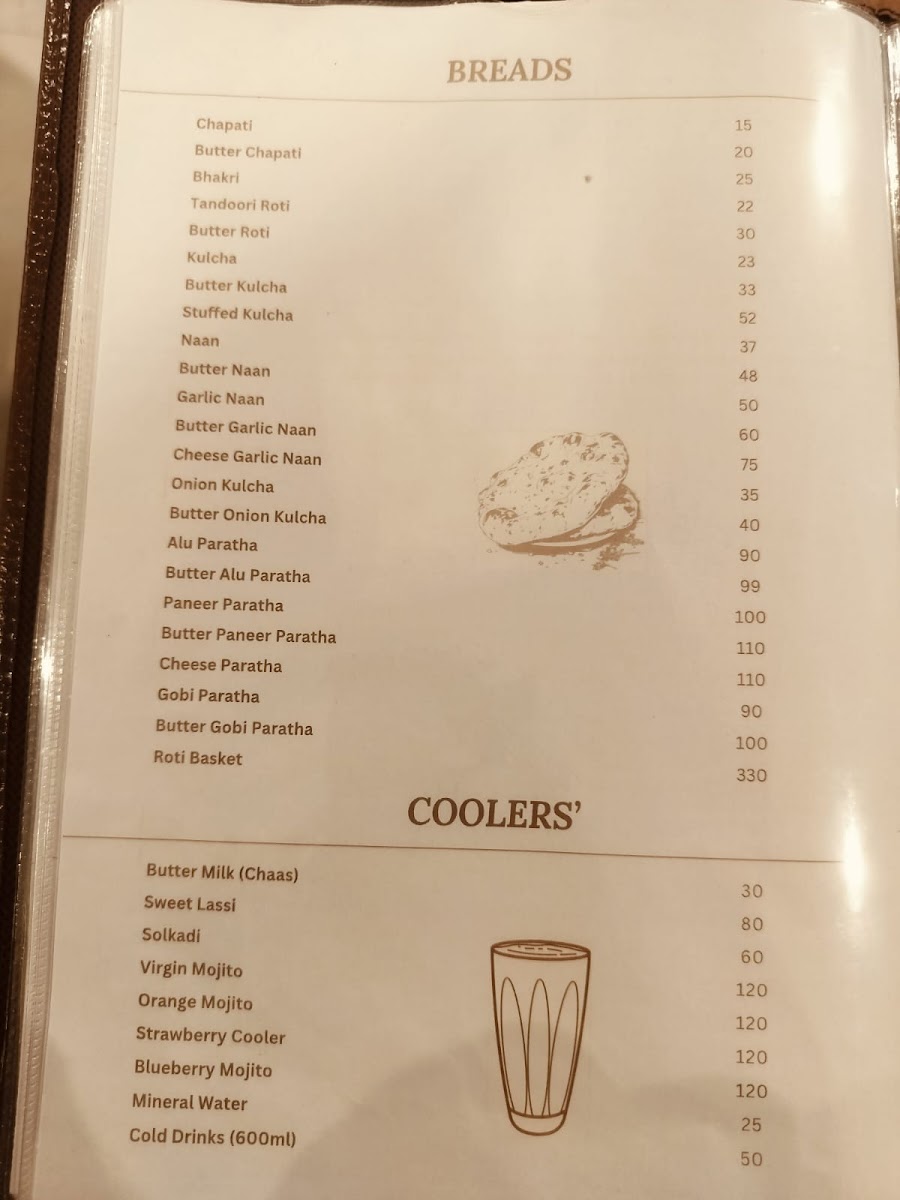 BREADS
Chapati 15
Butter Chapati 20
Bhakri 25
Tandoori Roti 22
Butter Roti 30
Kulcha 23
Butter Kulcha 33
Stuffed Kulcha 52
Naan 37
Butter Naan 48
Garlic Naan 50
Butter Garlic Naan 60
Cheese Garlic Naan 75
Onion Kulcha 35
Butter Onion Kulcha 40
Alu Paratha 90
Butter Alu Paratha 99
Paneer Paratha 100
Butter Paneer Paratha 110
Cheese Paratha 110
Gobi Paratha 90
Butter Gobi Paratha 100
Roti Basket 330
COOLERS’
Butter Milk (Chaas) 30
Sweet Lassi 80
Solkadi 60
Virgin Mojito 120
Orange Mojito 120
Strawberry Cooler 120
Blueberry Mojito 120
Mineral Water 25
Cold Drinks (600ml) 50